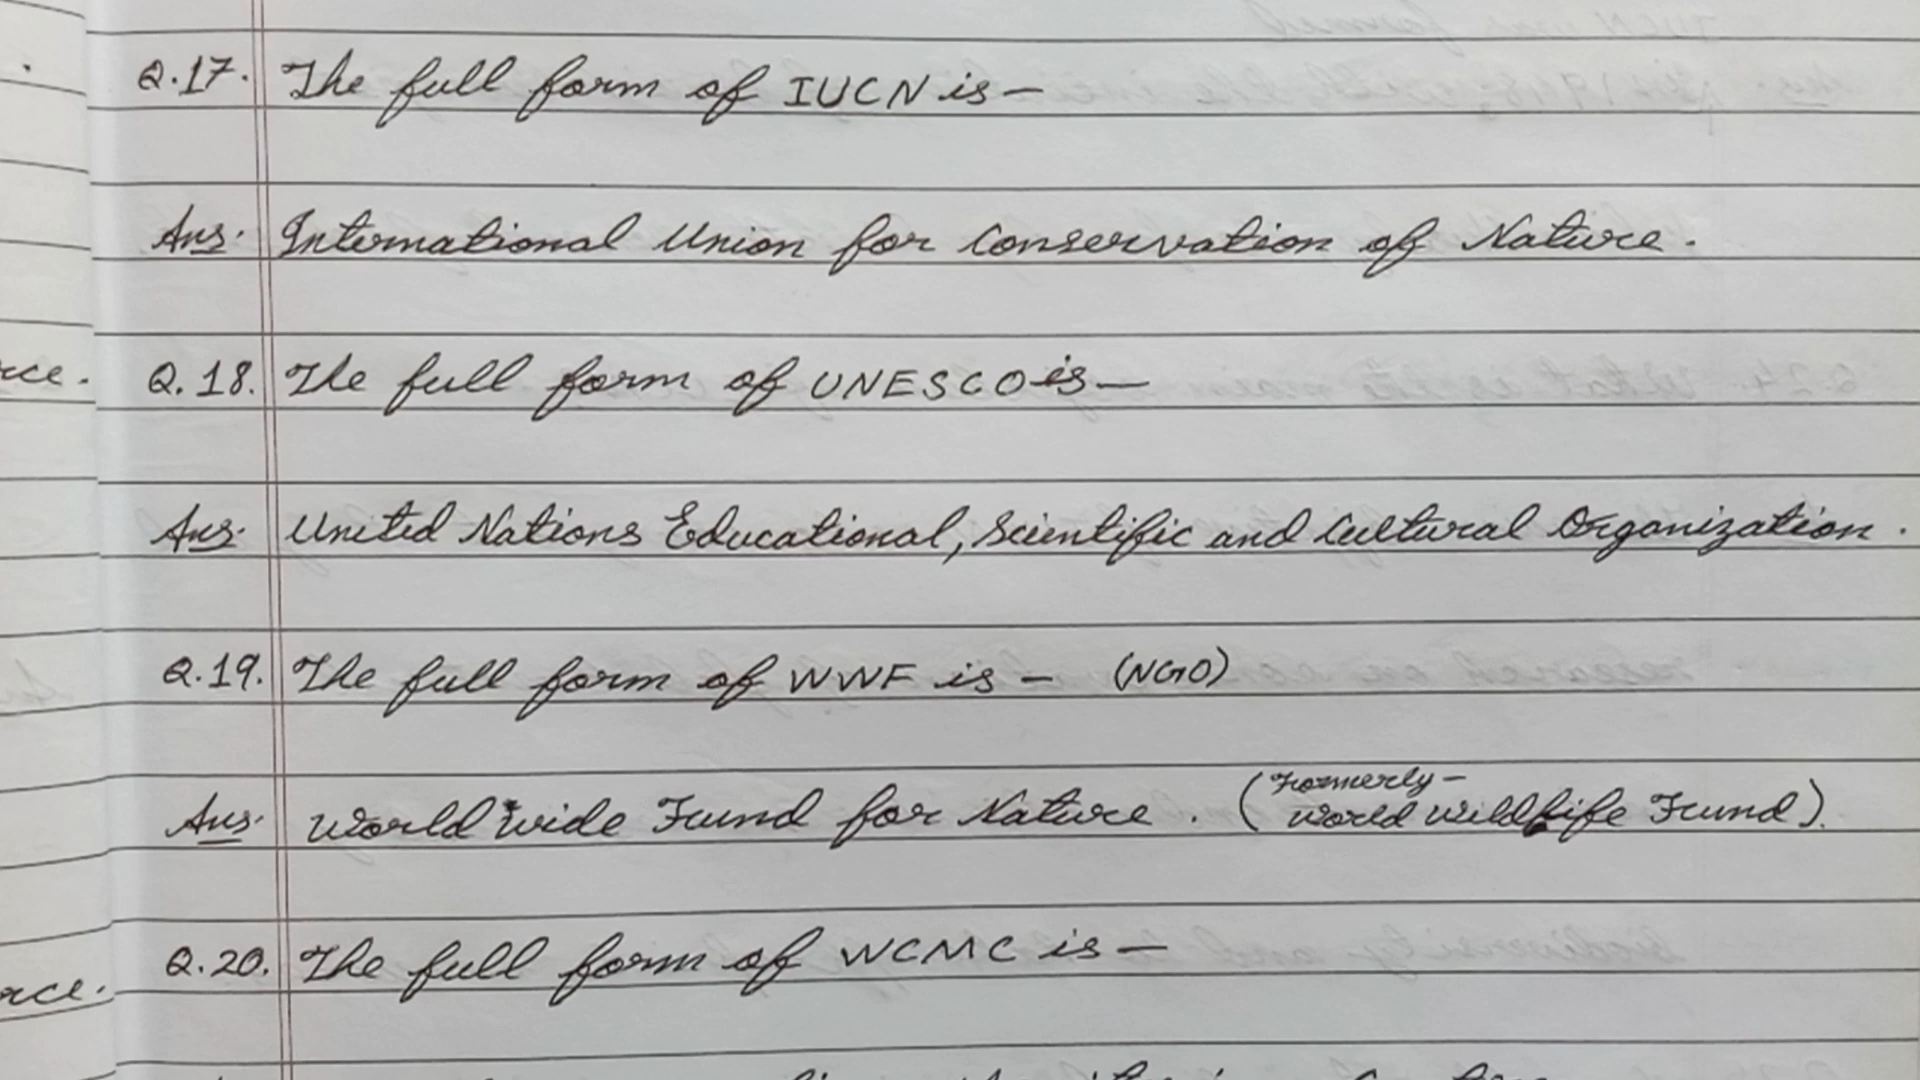 Q.17. The full form of IUCN is —
Ans. International Union for Conservation of Nature.
rce.
Q.18. The full form of UNESCO is —
Ans. United Nations Educational, Scientific and Cultural Organization.
Q.19. The full form of WWF is — (NGO)
Ans. World wide Fund for Nature. (Formerly — World Wildlife Fund).
Q.20. The full form of WCMC is —